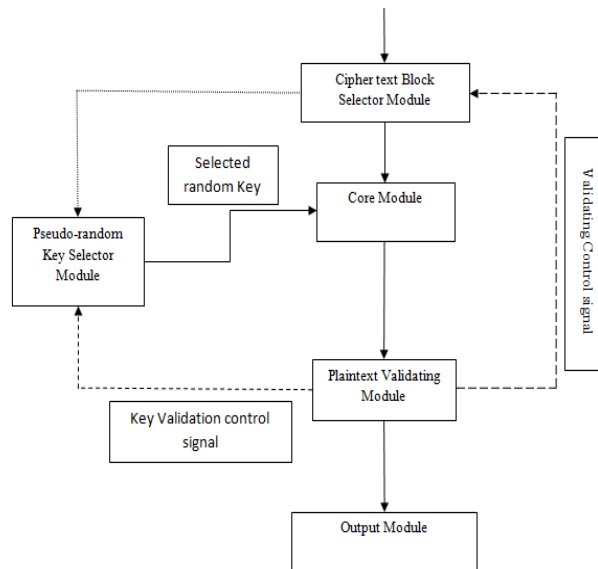 Cipher text Block
Selector Module
Selected
random Key
Core Module
Pseudo-random
Key Selector
Module
Validating Control signal
Plaintext Validating
Module
Key Validation control
signal
Output Module